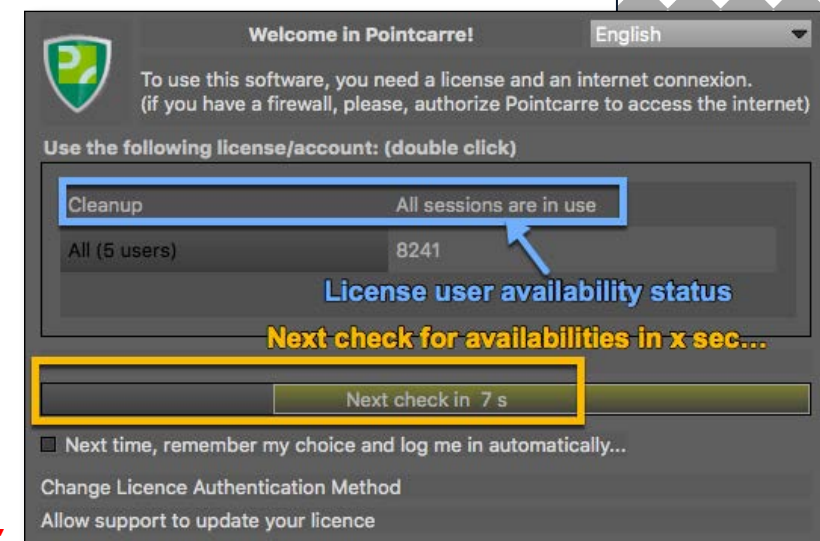 Welcome in Pointcarre!
English
To use this software, you need a license and an internet connexion.
(if you have a firewall, please, authorize Pointcarre to access the internet)
Use the following license/account: (double click)
Cleanup All sessions are in use
All (5 users) 8241
License user availability status
Next check for availabilities in x sec...
Next check in 7 s
Next time, remember my choice and log me in automatically...
Change Licence Authentication Method
Allow support to update your licence